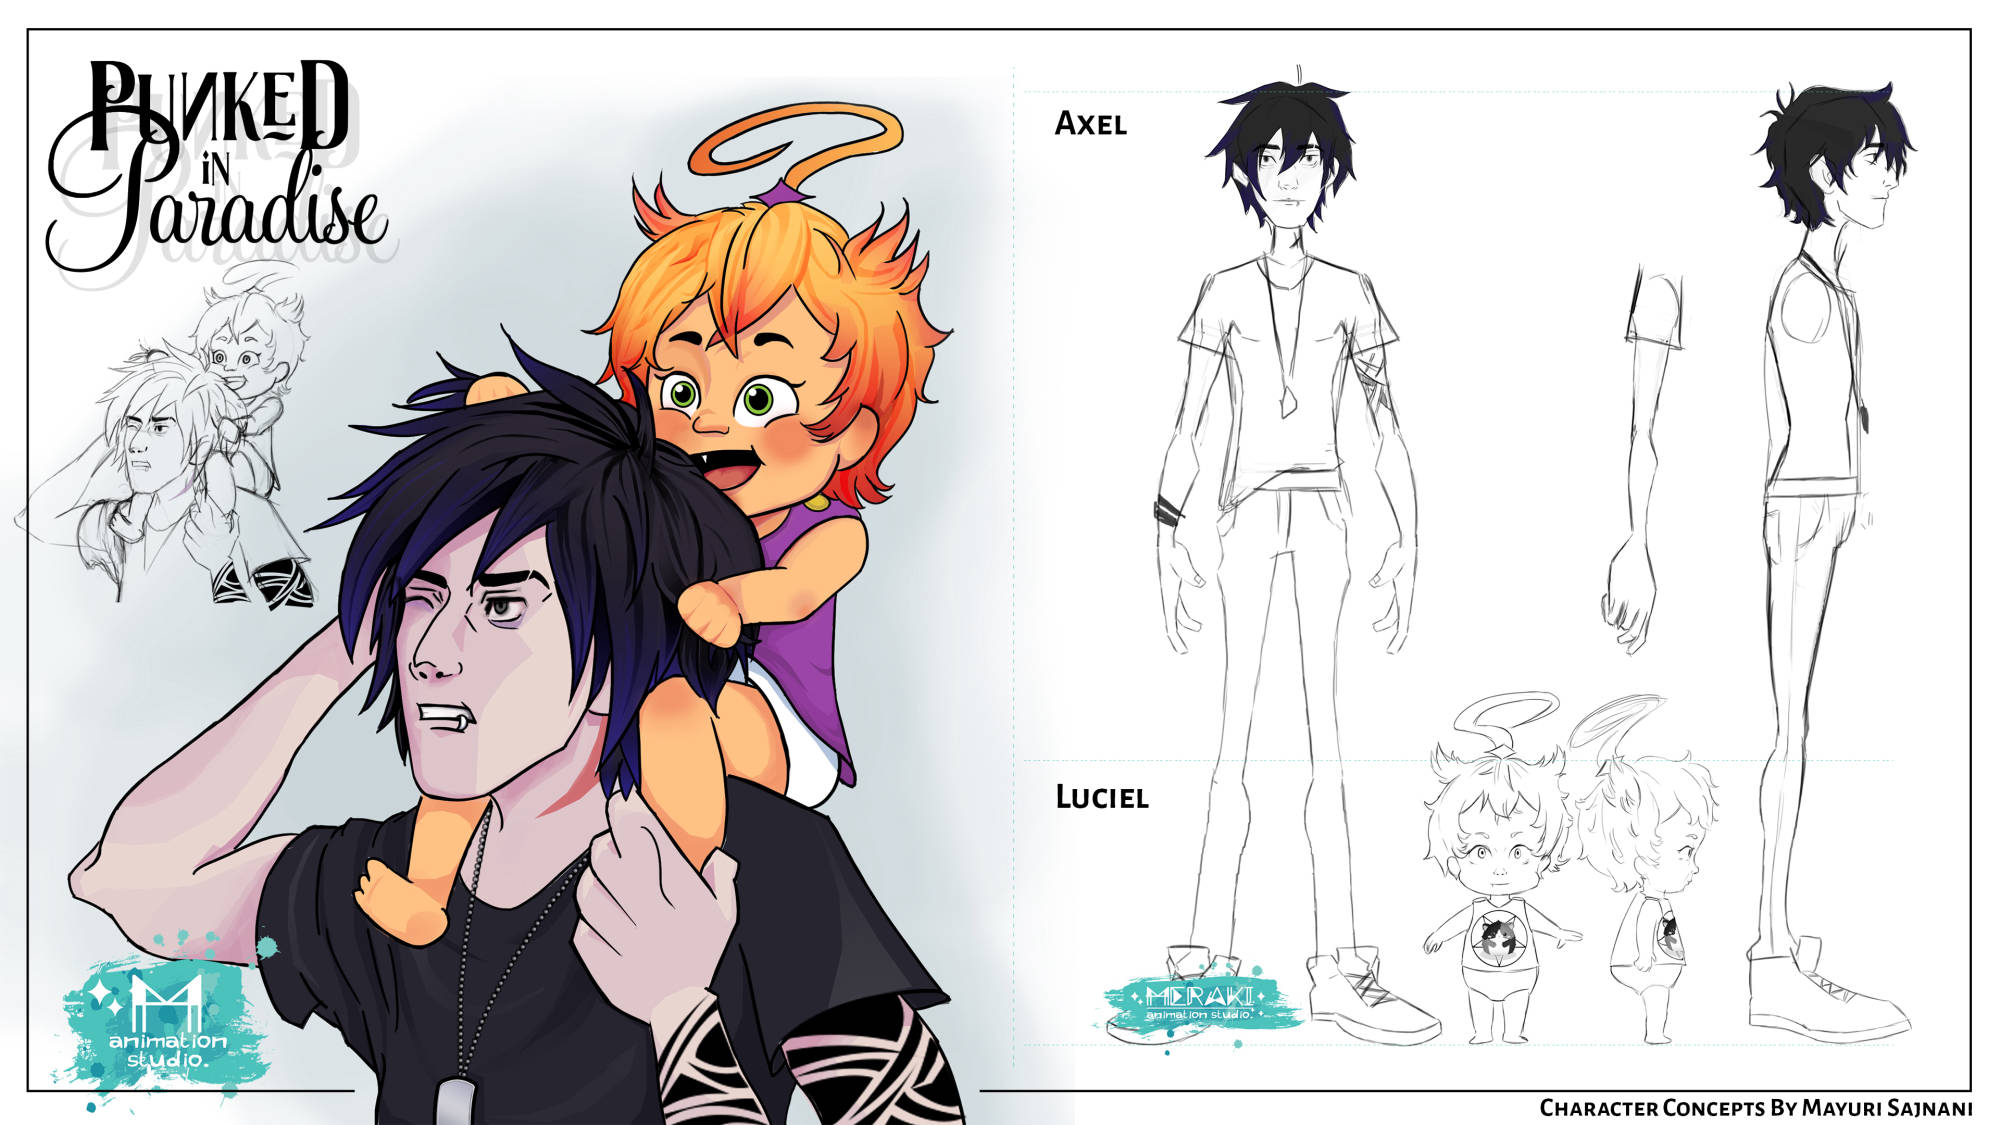 PUNKED
IN
Paradise
AXEL
LUCIEL
M
animation
studio.
MERAKI
animation studio.
CHARACTER CONCEPTS BY MAYURI SAJNANI